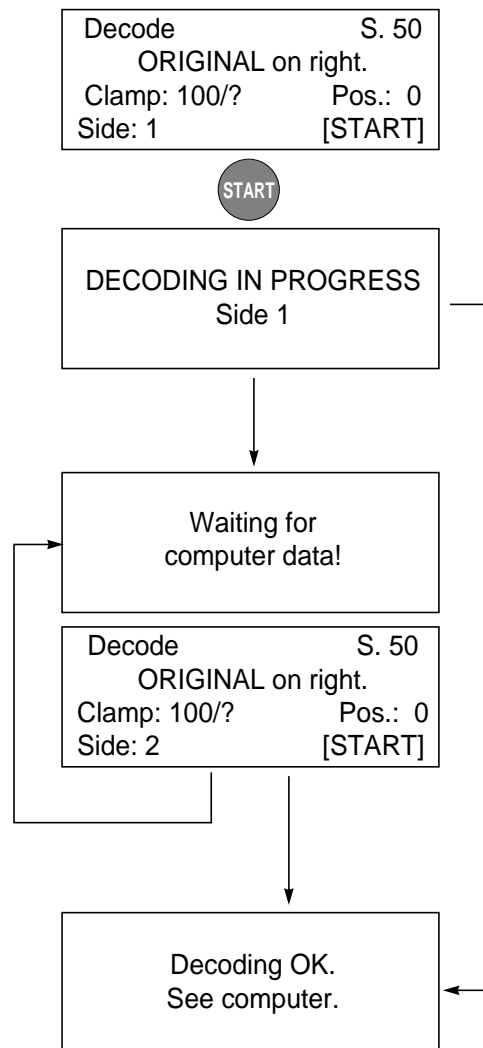 Decode S. 50
ORIGINAL on right.
Clamp: 100/? Pos.: 0
Side: 1 [START]
START
DECODING IN PROGRESS
Side 1
Waiting for
computer data!
Decode S. 50
ORIGINAL on right.
Clamp: 100/? Pos.: 0
Side: 2 [START]
Decoding OK.
See computer.